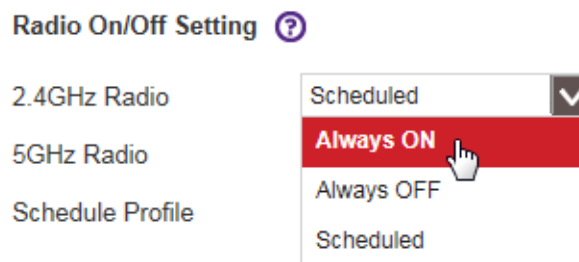 Radio On/Off Setting ?
2.4GHz Radio Scheduled
Always ON
5GHz Radio
Always OFF
Schedule Profile
Scheduled